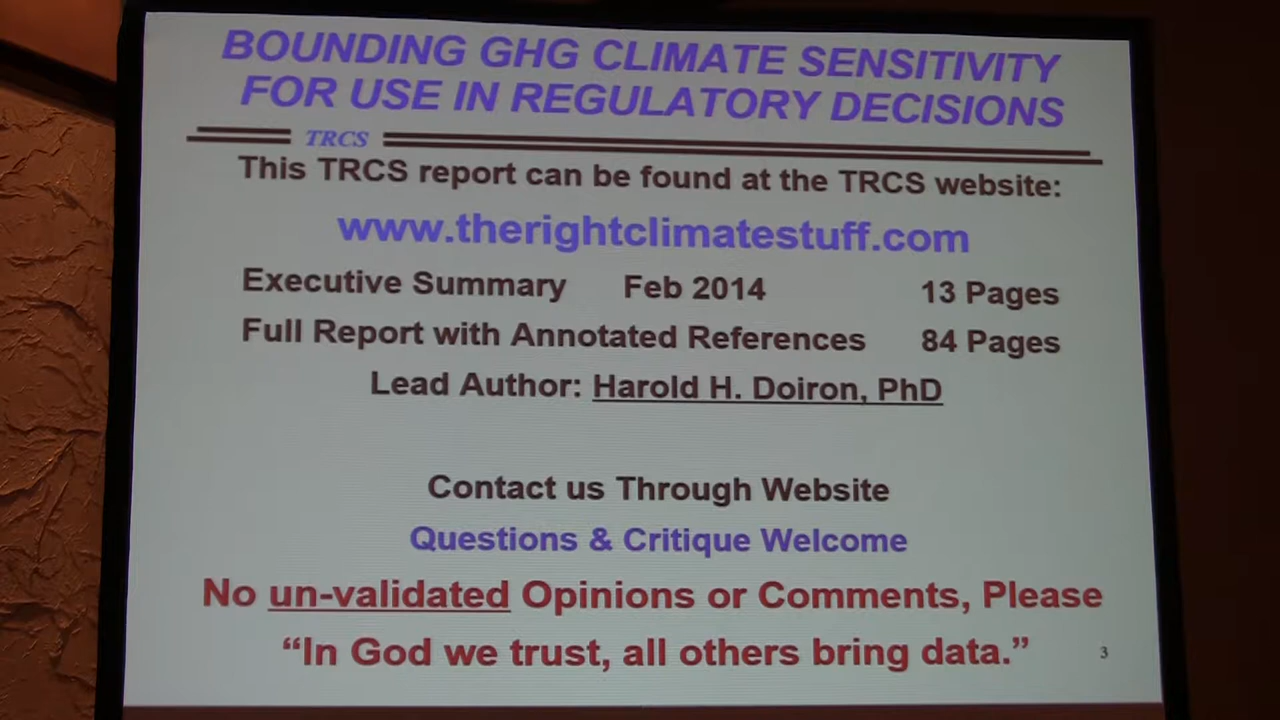 BOUNDING GHG CLIMATE SENSITIVITY
FOR USE IN REGULATORY DECISIONS
TRCS
This TRCS report can be found at the TRCS website:
www.therightclimatestuff.com
Executive Summary Feb 2014 13 Pages
Full Report with Annotated References 84 Pages
Lead Author: Harold H. Doiron, PhD
Contact us Through Website
Questions & Critique Welcome
No un-validated Opinions or Comments, Please
“In God we trust, all others bring data.”
3